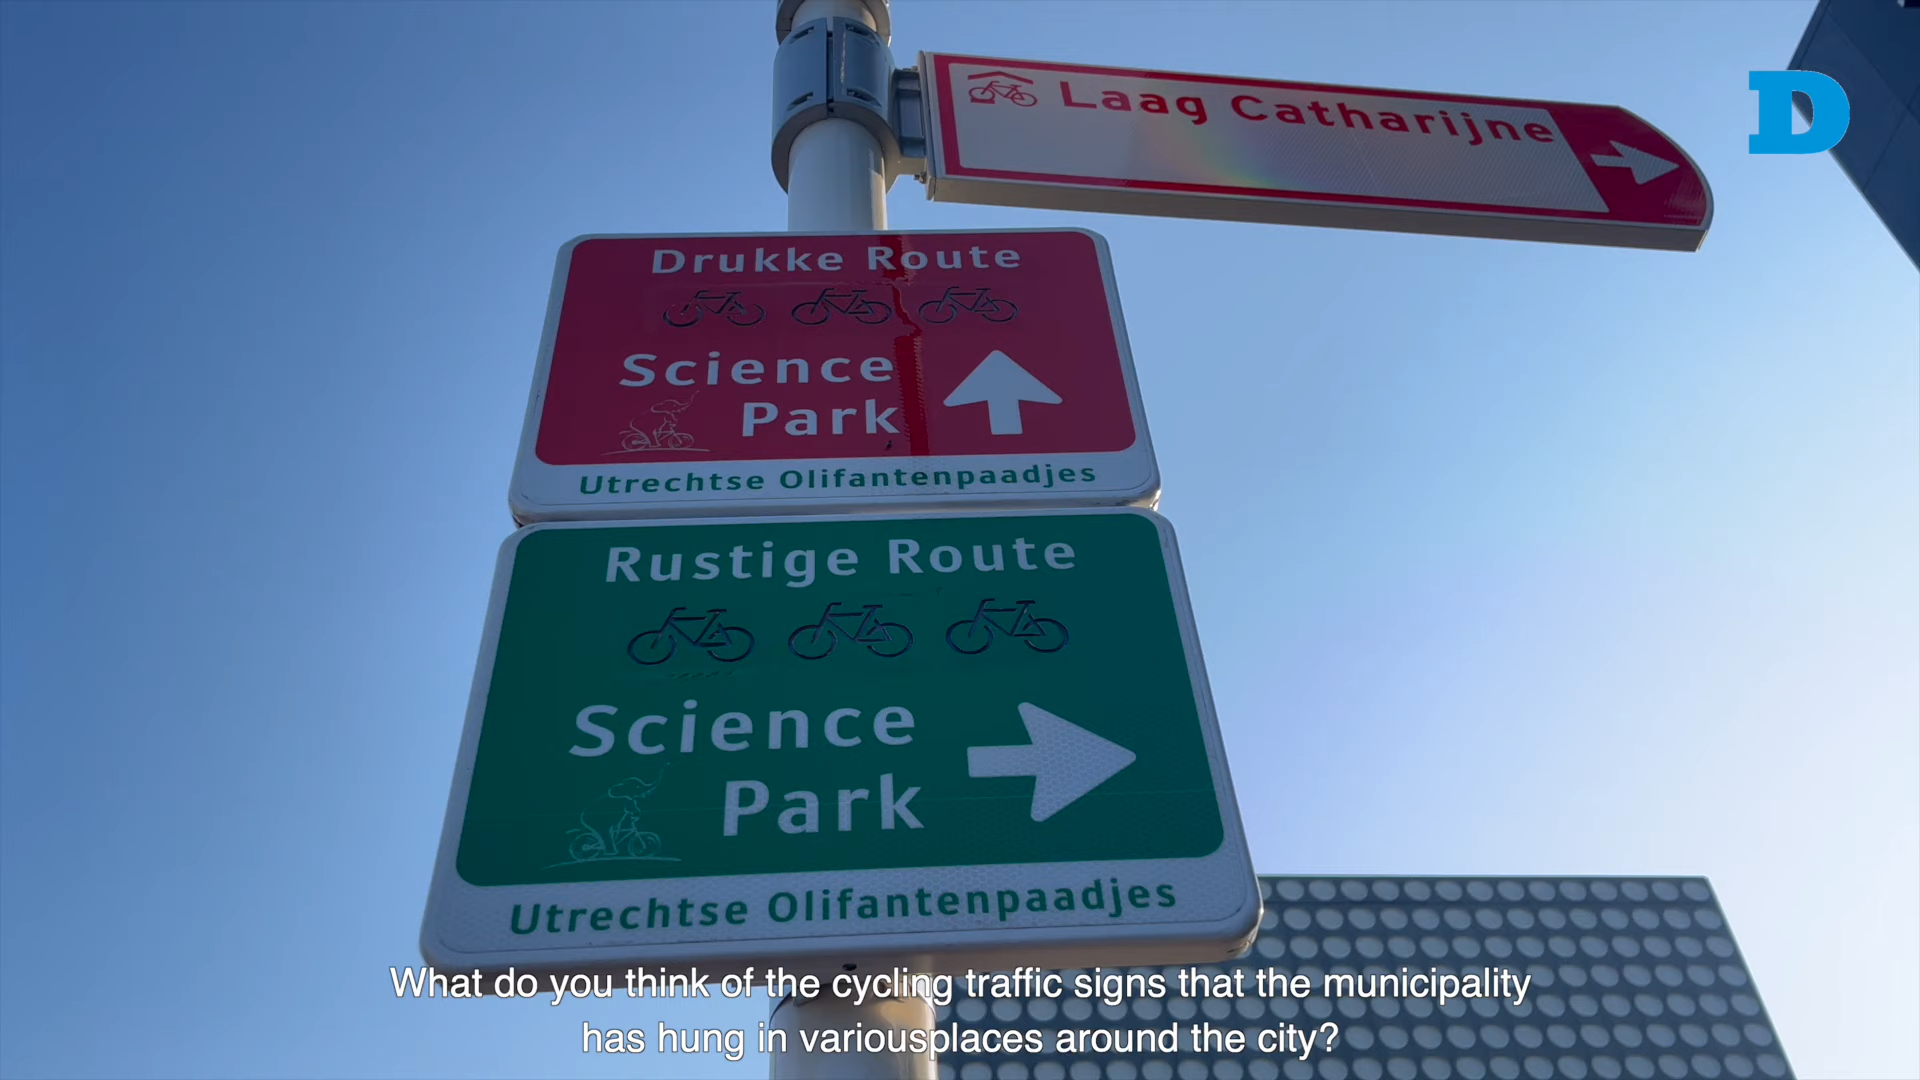 Laag Catharijne
D
Drukke Route
Science
Park
Utrechtse Olifantenpaadjes
Rustige Route
Science
Park
Utrechtse Olifantenpaadjes
What do you think of the cycling traffic signs that the municipality
has hung in variousplaces around the city?